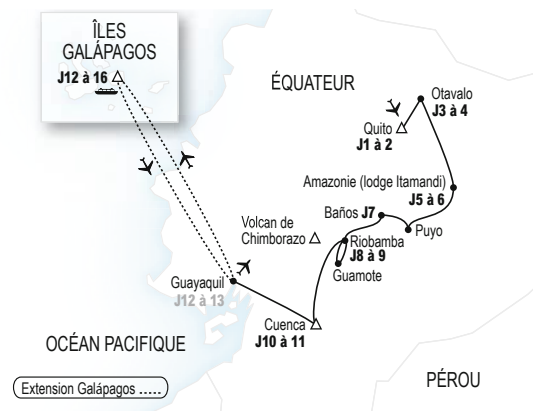 ÎLES
GALÁPAGOS
J12 à 16
ÉQUATEUR
Otavalo
J3 à 4
Quito
J1 à 2
Amazonie (lodge Itamandi)
J5 à 6
Baños J7
Puyo
Volcan de
Chimborazo
Riobamba
J8 à 9
Guamote
Guayaquil
J12 à 13
Cuenca
J10 à 11
OCÉAN PACIFIQUE
PÉROU
Extension Galápagos .....